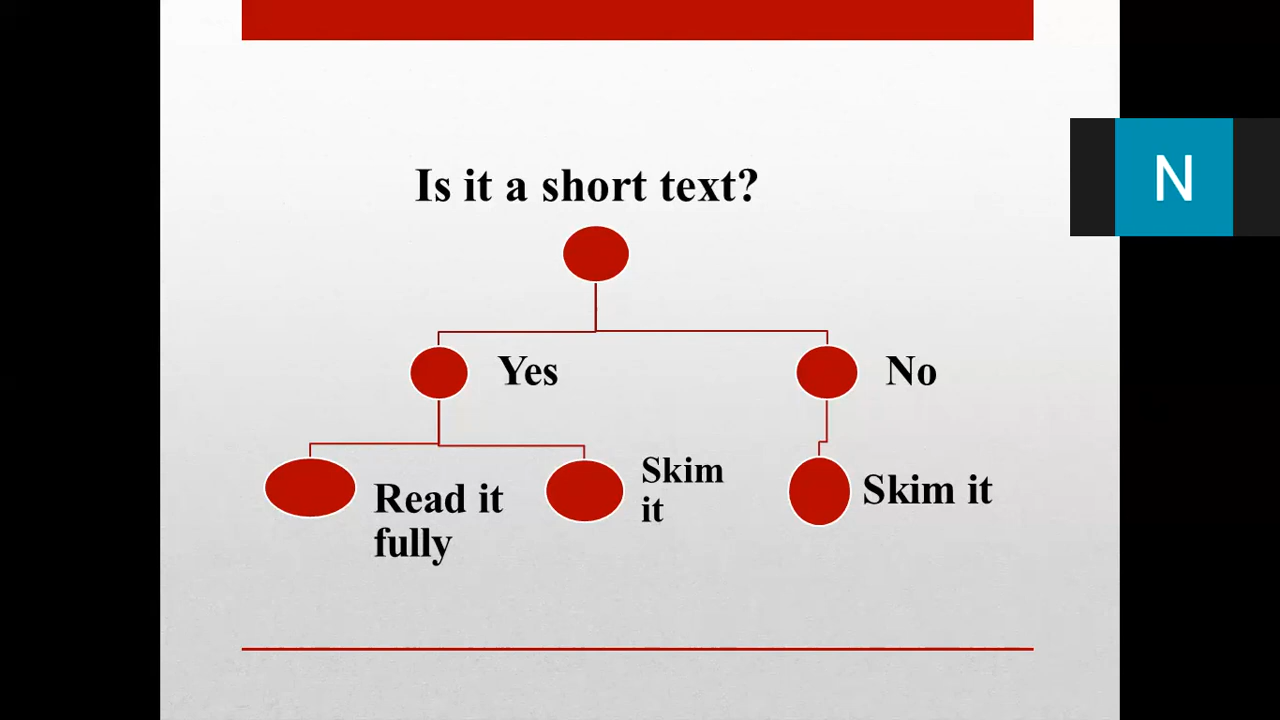 Is it a short text?
N
Yes
No
Read it
fully
Skim
it
Skim it